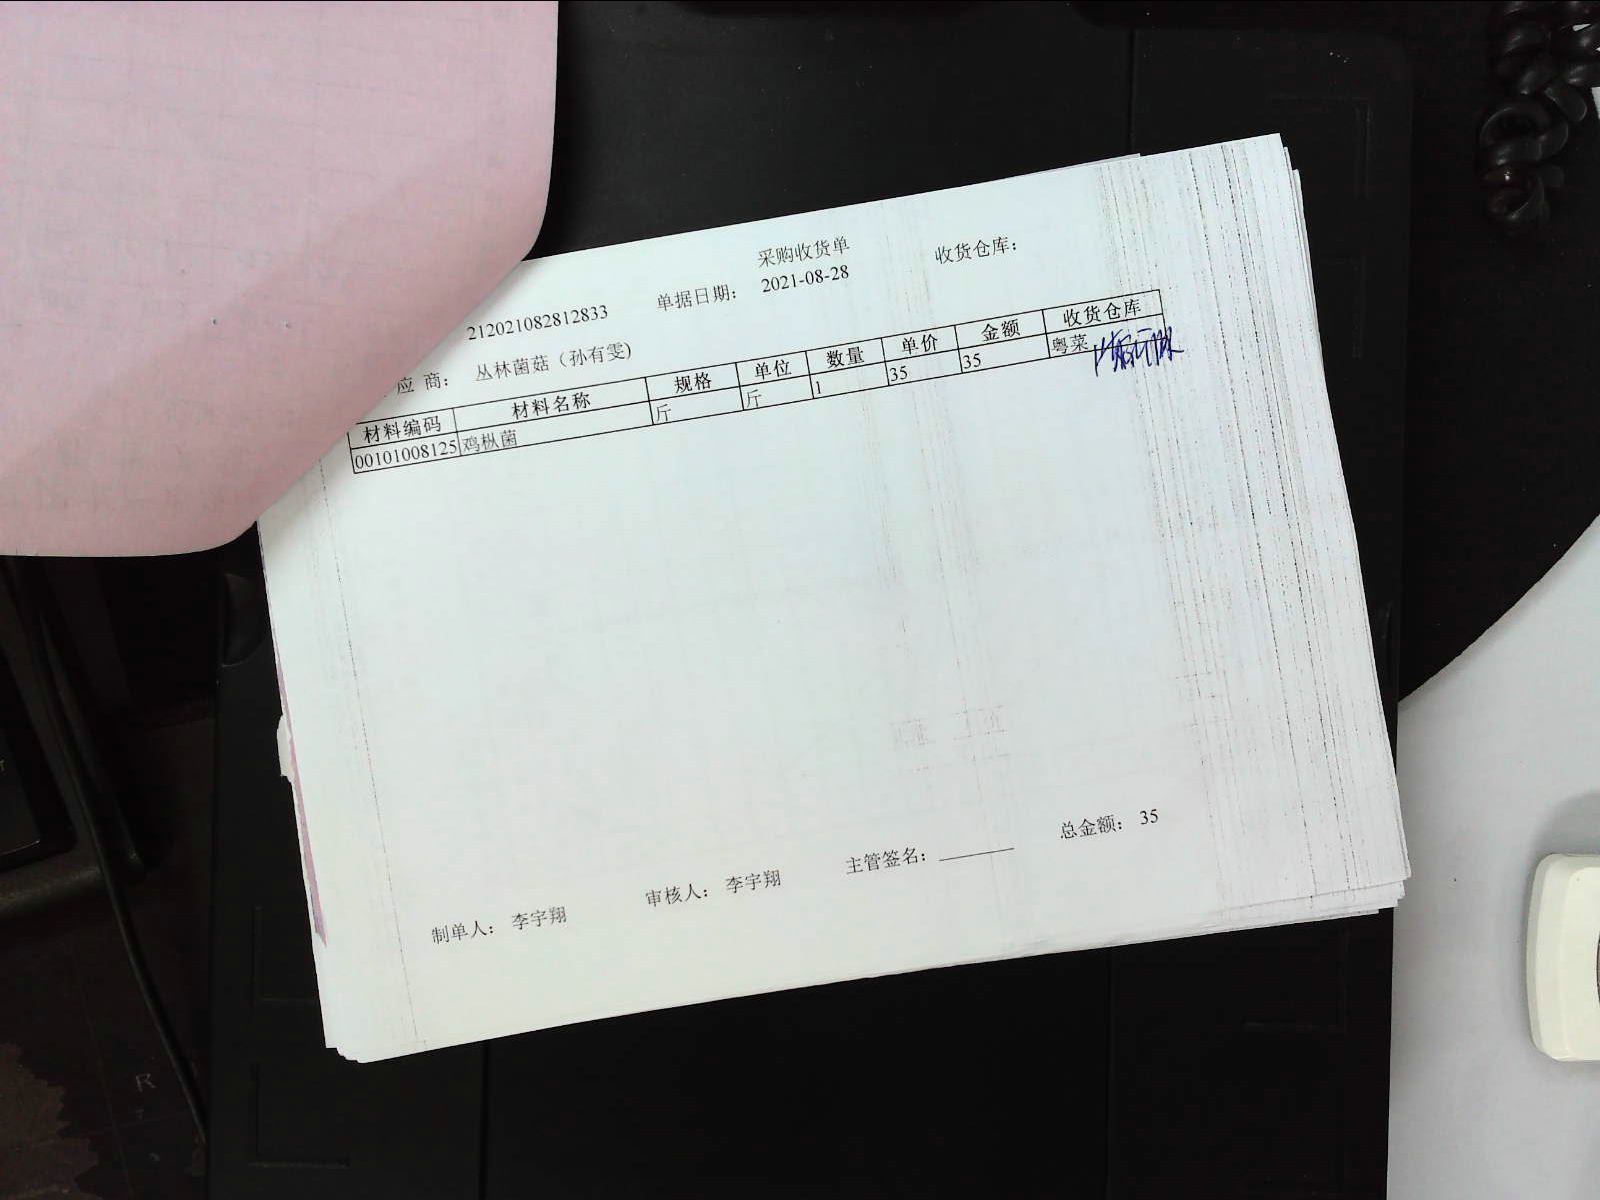 采购收货单
收货仓库：
212021082812833 单据日期： 2021-08-28
应 商： 丛林菌菇（孙有雯)
材料编码 材料名称 规格 单位 数量 单价 金额 收货仓库
00101008125 鸡枞菌 斤 斤 1 35 35 粤菜
制单人： 李宇翔 审核人： 李宇翔 主管签名： 总金额： 35